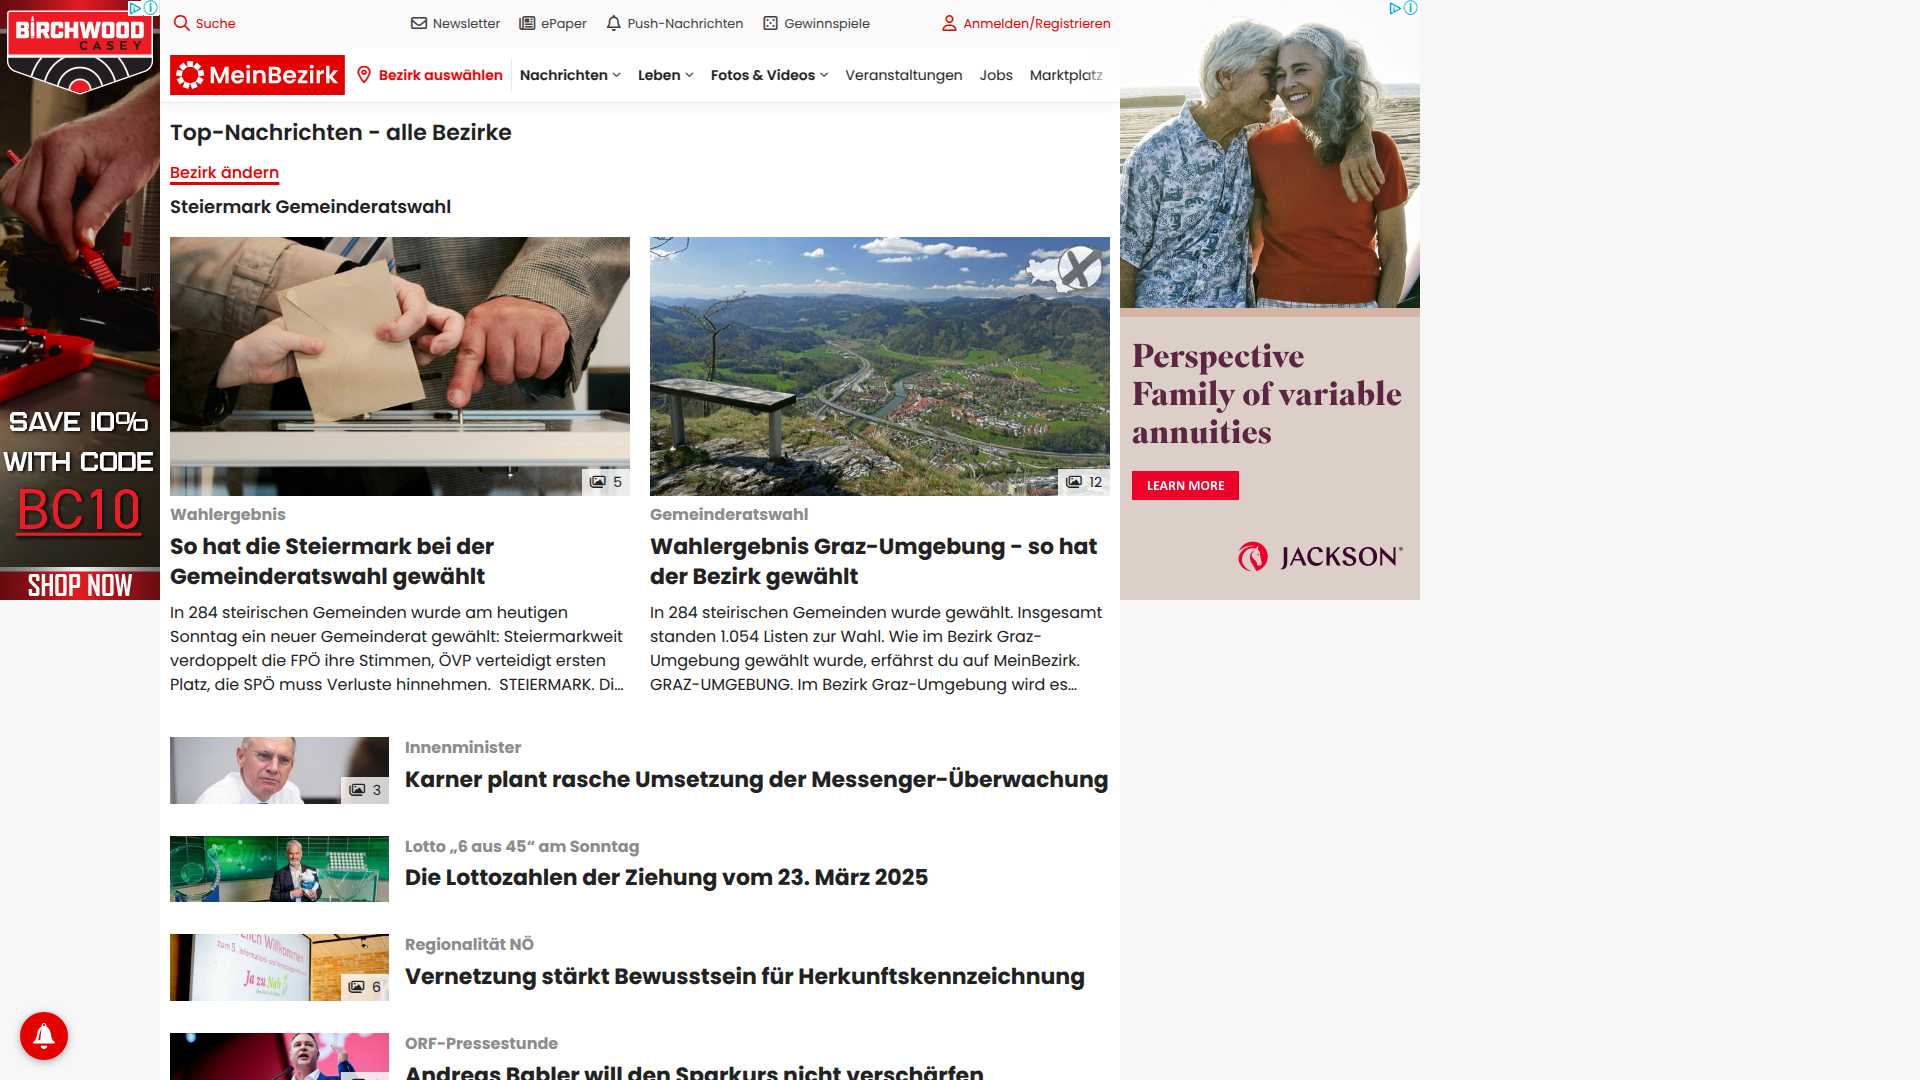 BIRCHWOOD
CASEY
SAVE 10%
WITH CODE
BC10
SHOP NOW
Suche
Newsletter
ePaper
Push-Nachrichten
Gewinnspiele
Anmelden/Registrieren
MeinBezirk
Bezirk auswählen
Nachrichten
Leben
Fotos & Videos
Veranstaltungen
Jobs
Marktplatz
Top-Nachrichten - alle Bezirke
Bezirk ändern
Steiermark Gemeinderatswahl
5
Wahlergebnis
So hat die Steiermark bei der
Gemeinderatswahl gewählt
In 284 steirischen Gemeinden wurde am heutigen
Sonntag ein neuer Gemeinderat gewählt: Steiermarkweit
verdoppelt die FPÖ ihre Stimmen, ÖVP verteidigt ersten
Platz, die SPÖ muss Verluste hinnehmen. STEIERMARK. Di...
12
Gemeinderatswahl
Wahlergebnis Graz-Umgebung - so hat
der Bezirk gewählt
In 284 steirischen Gemeinden wurde gewählt. Insgesamt
standen 1.054 Listen zur Wahl. Wie im Bezirk Graz-
Umgebung gewählt wurde, erfährst du auf MeinBezirk.
GRAZ-UMGEBUNG. Im Bezirk Graz-Umgebung wird es...
3
Innenminister
Karner plant rasche Umsetzung der Messenger-Überwachung
Lotto „6 aus 45“ am Sonntag
Die Lottozahlen der Ziehung vom 23. März 2025
Ja zu Nah
6
Regionalität NÖ
Vernetzung stärkt Bewusstsein für Herkunftskennzeichnung
ORF-Pressestunde
Andreas Babler will den Sparkurs nicht verschärfen
Perspective
Family of variable
annuities
LEARN MORE
JACKSON®